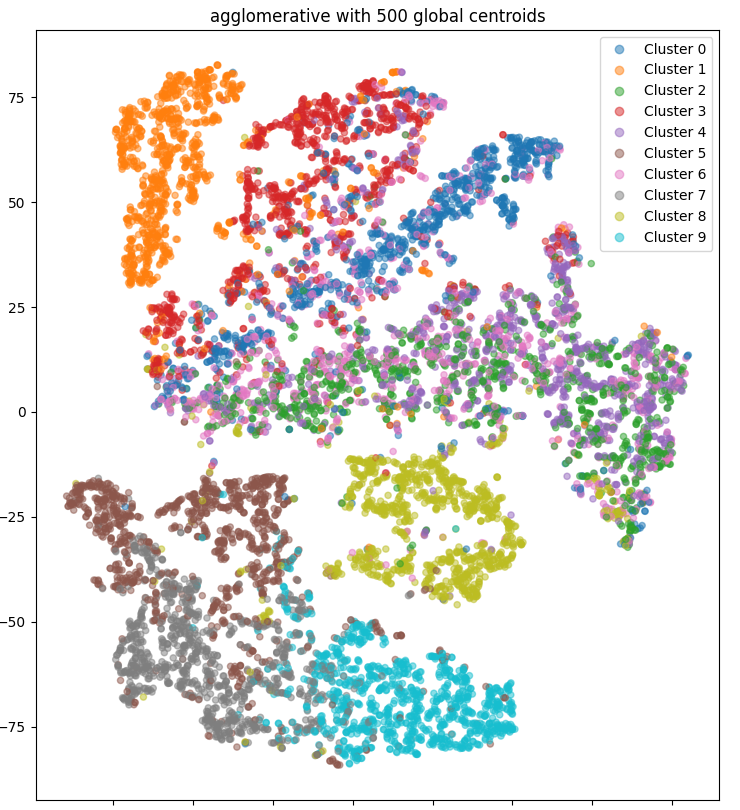 agglomerative with 500 global centroids
Cluster 0
Cluster 1
Cluster 2
Cluster 3
Cluster 4
Cluster 5
Cluster 6
Cluster 7
Cluster 8
Cluster 9
75
50
25
0
−25
−50
−75